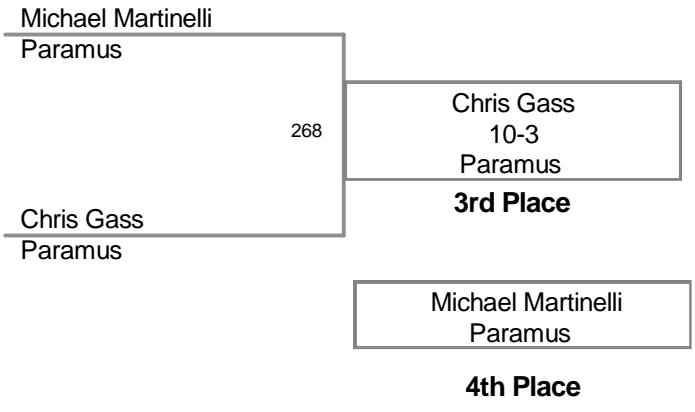 Michael Martinelli
Paramus
268
Chris Gass
10-3
Paramus
3rd Place
Chris Gass
Paramus
Michael Martinelli
Paramus
4th Place